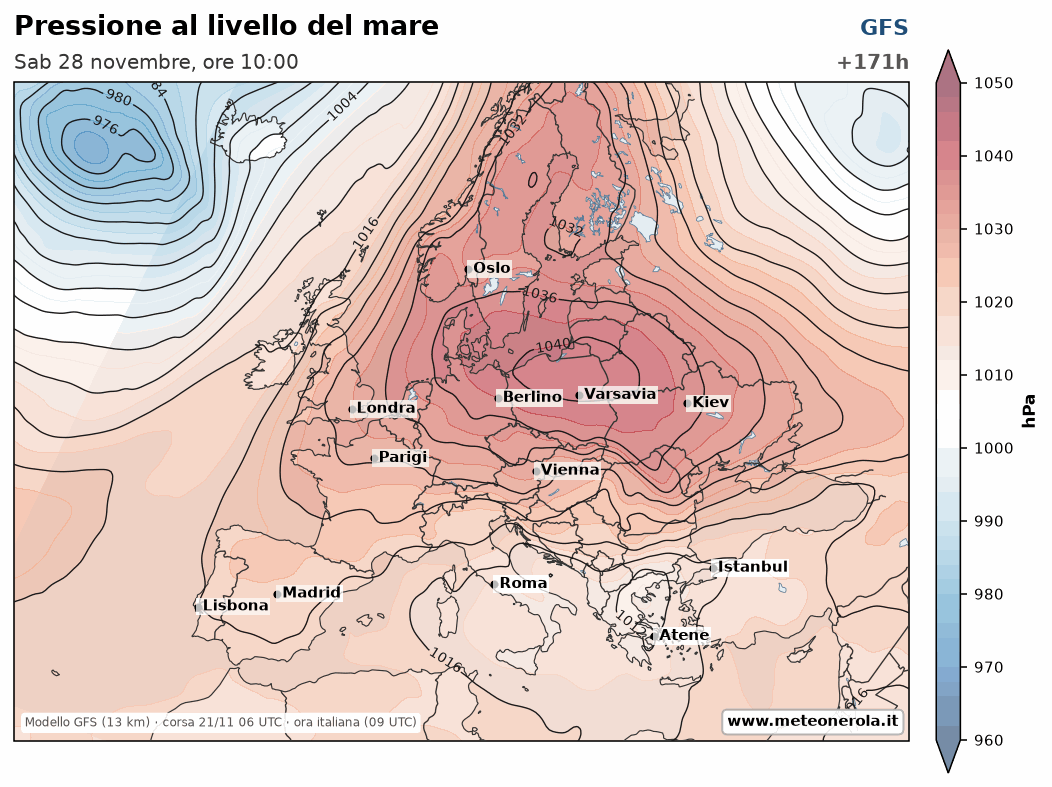 Pressione al livello del mare
GFS
Sab 28 novembre, ore 10:00
+171h
980
976
84
1004
1016
1032
0
1032
Oslo
1036
1040
Berlino
Varsavia
Kiev
Londra
Parigi
Vienna
Istanbul
Roma
Madrid
Lisbona
Atene
1016
Modello GFS (13 km) · corsa 21/11 06 UTC · ora italiana (09 UTC)
www.meteonerola.it
1050
1040
1030
1020
1010
1000
990
980
970
960
hPa